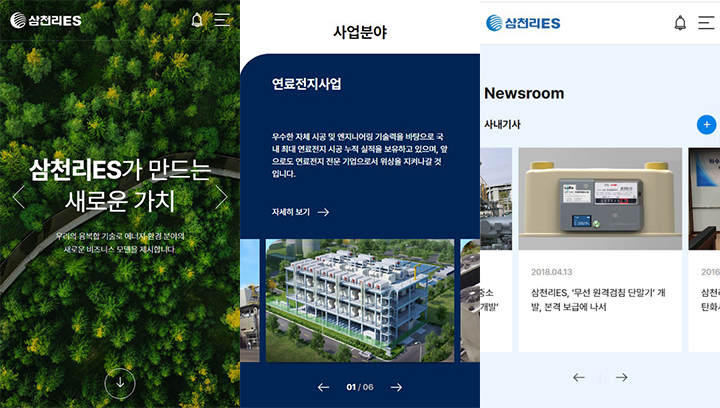 삼천리ES
삼천리ES가 만드는
새로운 가치
우리의 융복합 기술로 에너지·환경 분야의
새로운 비즈니스 모델을 제시합니다.
사업분야
연료전지사업
우수한 자체 시공 및 엔지니어링 기술력을 바탕으로 국
내 최대 연료전지 시공 누적 실적을 보유하고 있으며, 앞
으로도 연료전지 전문 기업으로서 위상을 지켜나갈 것
입니다.
자세히 보기
01 / 06
삼천리ES
Newsroom
사내기사
중소
개발'
2018.04.13
삼천리ES, '무선 원격검침 단말기' 개
발, 본격 보급에 나서
2016
삼천
탄화